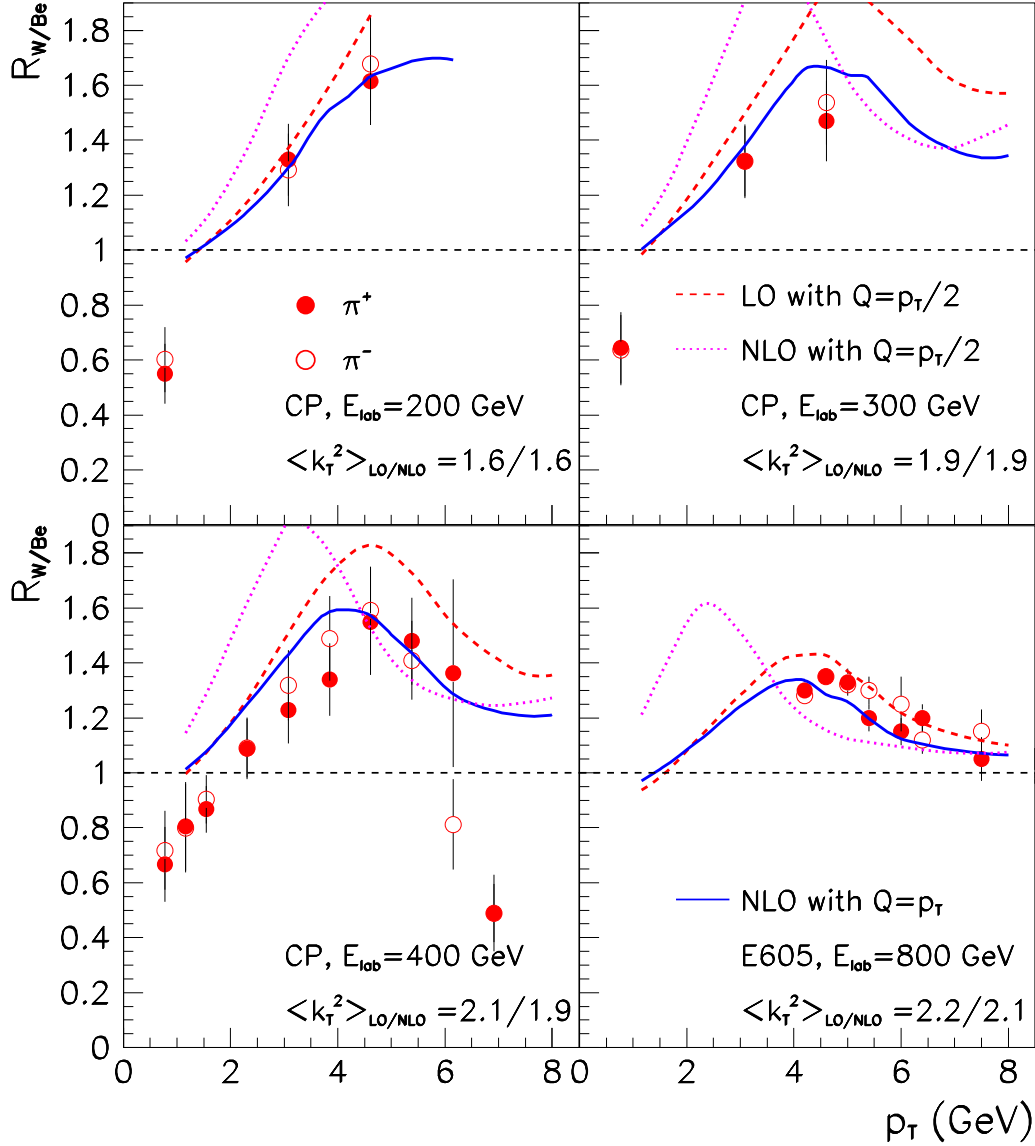 R_W/Be
1.8
1.6
1.4
1.2
1
0.8
0.6
0.4
0.2
0
π⁺
π⁻
CP, E_lab=200 GeV
<k_T²>_LO/NLO =1.6/1.6
LO with Q=p_T/2
NLO with Q=p_T/2
CP, E_lab=300 GeV
<k_T²>_LO/NLO =1.9/1.9
R_W/Be
1.8
1.6
1.4
1.2
1
0.8
0.6
0.4
0.2
0
CP, E_lab=400 GeV
<k_T²>_LO/NLO =2.1/1.9
NLO with Q=p_T
E605, E_lab=800 GeV
<k_T²>_LO/NLO =2.2/2.1
0 2 4 6 8 2 4 6 8
p_T (GeV)